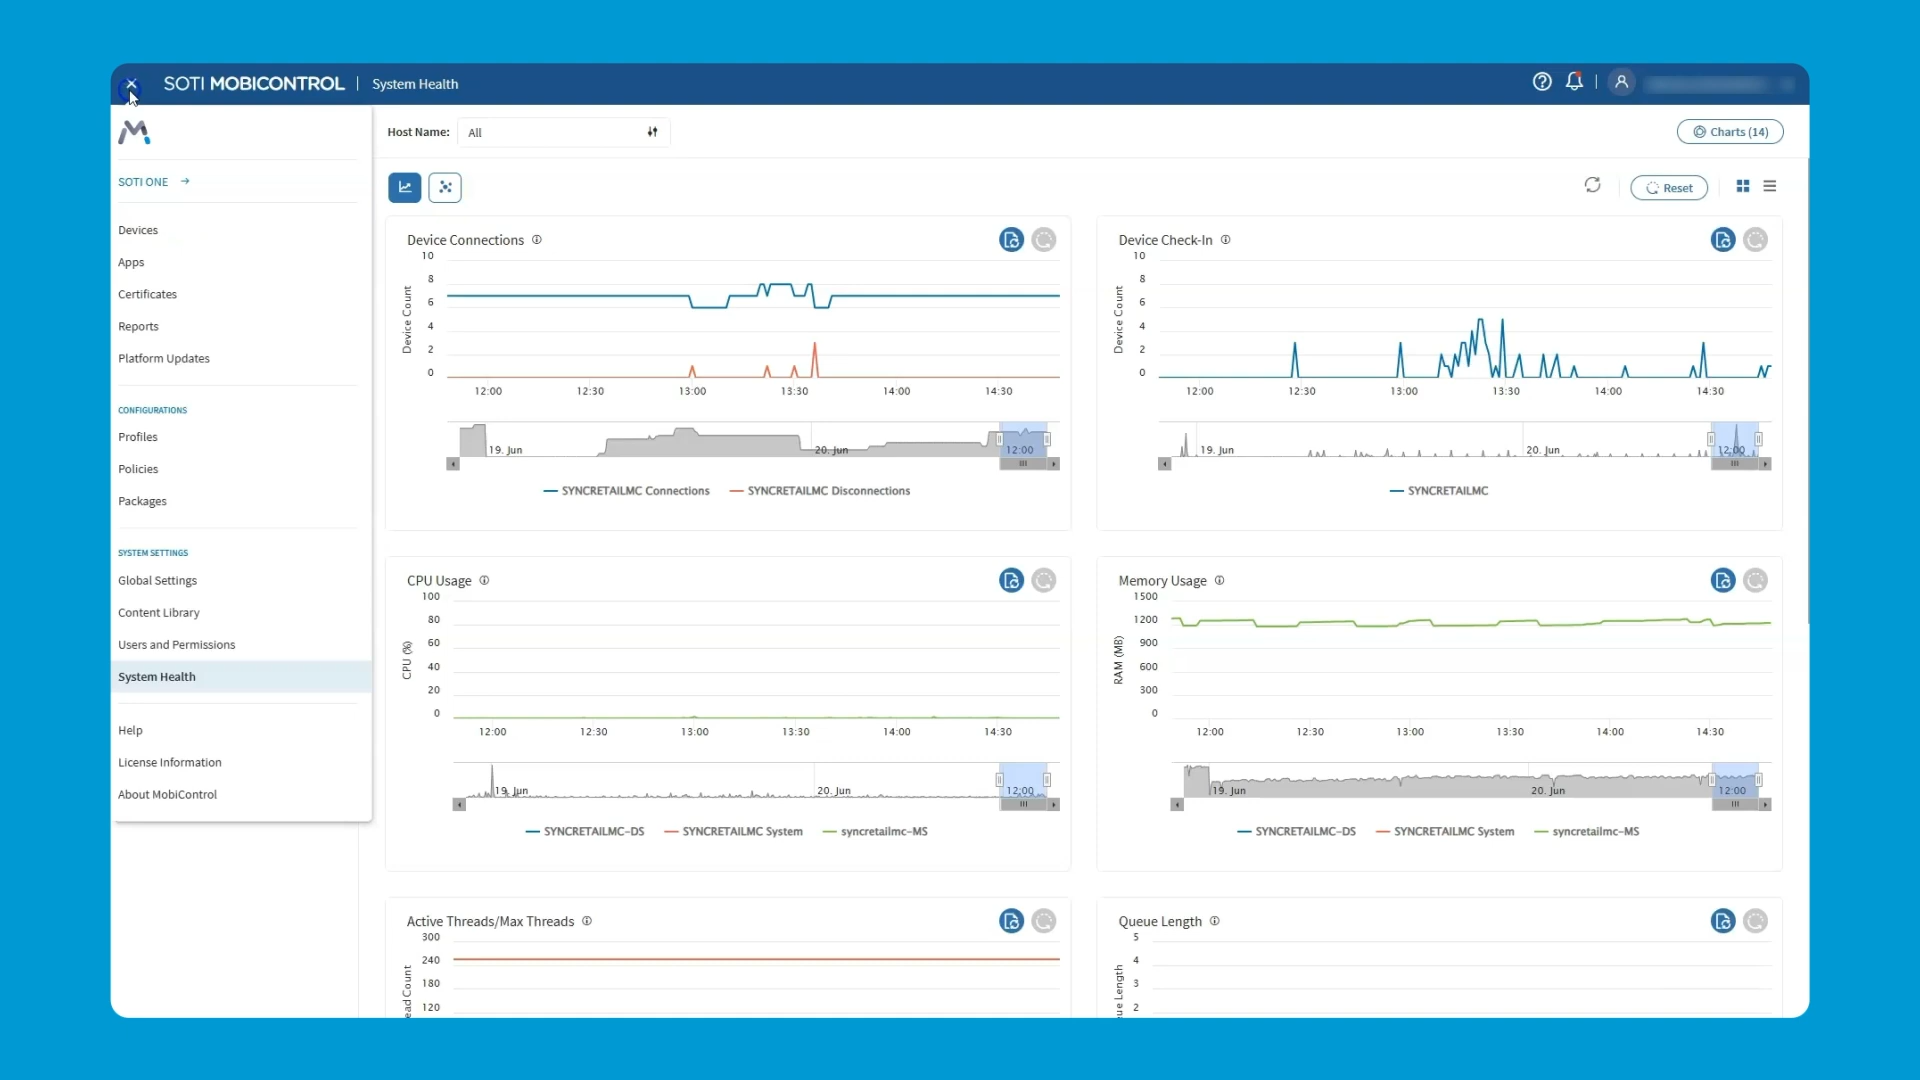 SOTI MOBICONTROL | System Health
SOTI ONE →
Devices
Apps
Certificates
Reports
Platform Updates
CONFIGURATIONS
Profiles
Policies
Packages
SYSTEM SETTINGS
Global Settings
Content Library
Users and Permissions
System Health
Help
License Information
About MobiControl
Host Name: All
Charts (14)
Reset
Device Connections
Device Count
10
8
6
4
2
0
12:00 12:30 13:00 13:30 14:00 14:30
19. Jun 20. Jun 12:00
SYNCRETAILMC Connections SYNCRETAILMC Disconnections
Device Check-In
Device Count
10
8
6
4
2
0
12:00 12:30 13:00 13:30 14:00 14:30
19. Jun 20. Jun 12:00
SYNCRETAILMC
CPU Usage
CPU (%)
100
80
60
40
20
0
12:00 12:30 13:00 13:30 14:00 14:30
19. Jun 20. Jun 12:00
SYNCRETAILMC-DS SYNCRETAILMC System syncretailmc-MS
Memory Usage
RAM (MB)
1500
1200
900
600
300
0
12:00 12:30 13:00 13:30 14:00 14:30
19. Jun 20. Jun 12:00
SYNCRETAILMC-DS SYNCRETAILMC System syncretailmc-MS
Active Threads/Max Threads
ead Count
300
240
180
120
Queue Length
ue Length
5
4
3
2